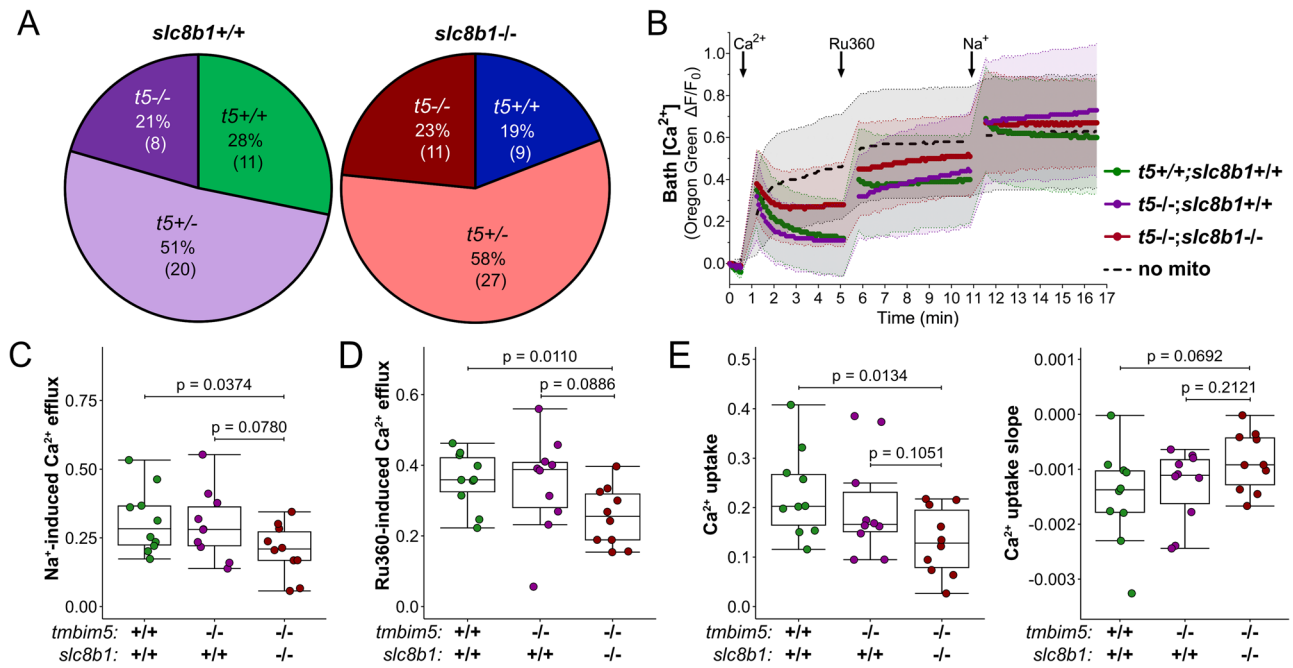 A
slc8b1+/+
slc8b1-/-
t5-/-
21%
(8)
t5+/+
28%
(11)
t5+/-
51%
(20)
t5-/-
23%
(11)
t5+/+
19%
(9)
t5+/-
58%
(27)
B
Bath [Ca²⁺]
(Oregon Green ΔF/F₀)
1.0
0.8
0.6
0.4
0.2
0.0
Ca²⁺
Ru360
Na⁺
0 1 2 3 4 5 6 7 8 9 10 11 12 13 14 15 16 17
Time (min)
t5+/+;slc8b1+/+
t5-/-;slc8b1+/+
t5-/-;slc8b1-/-
no mito
C
Na⁺-induced Ca²⁺ efflux
0.75
0.50
0.25
0.00
p = 0.0374
p = 0.0780
tmbim5: +/+ -/- -/-
slc8b1: +/+ +/+ -/-
D
Ru360-induced Ca²⁺ efflux
0.6
0.4
0.2
0.0
p = 0.0110
p = 0.0886
+/+ -/- -/-
+/+ +/+ -/-
E
Ca²⁺ uptake
0.5
0.4
0.3
0.2
0.1
0.0
p = 0.0134
p = 0.1051
tmbim5: +/+ -/- -/-
slc8b1: +/+ +/+ -/-
Ca²⁺ uptake slope
-0.001
0.000
-0.001
-0.002
-0.003
p = 0.0692
p = 0.2121
+/+ -/- -/-
+/+ +/+ -/-